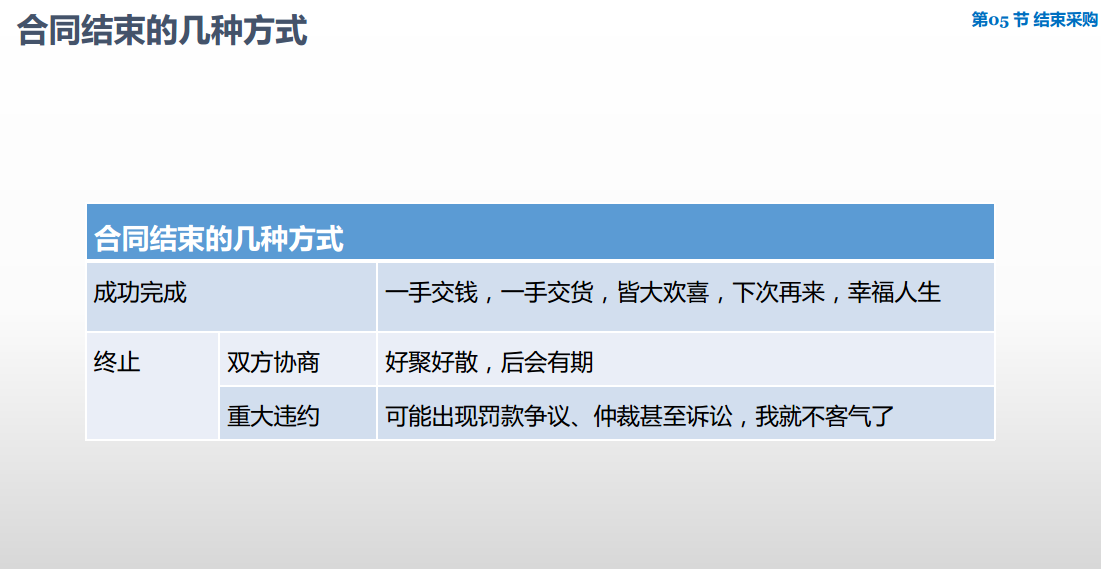 合同结束的几种方式
第05节 结束采购
合同结束的几种方式
成功完成
一手交钱，一手交货，皆大欢喜，下次再来，幸福人生
终止
双方协商
好聚好散，后会有期
重大违约
可能出现罚款争议、仲裁甚至诉讼，我就不客气了